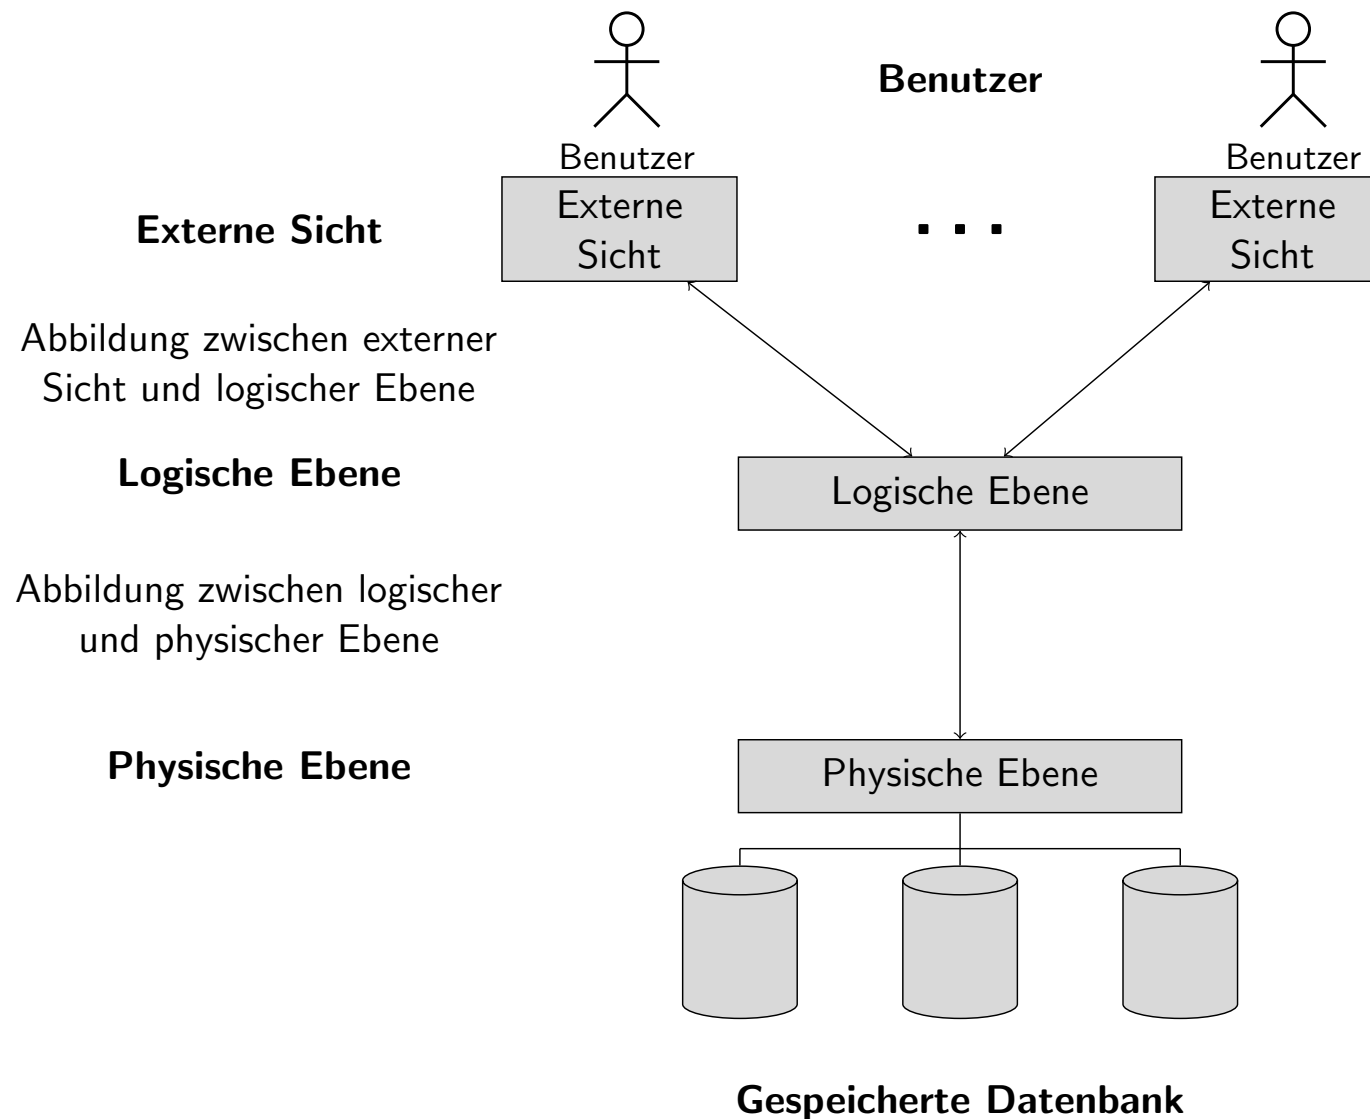 Benutzer
Benutzer
Benutzer
Externe Sicht
Externe
Sicht
. . .
Externe
Sicht
Abbildung zwischen externer
Sicht und logischer Ebene
Logische Ebene
Logische Ebene
Abbildung zwischen logischer
und physischer Ebene
Physische Ebene
Physische Ebene
Gespeicherte Datenbank